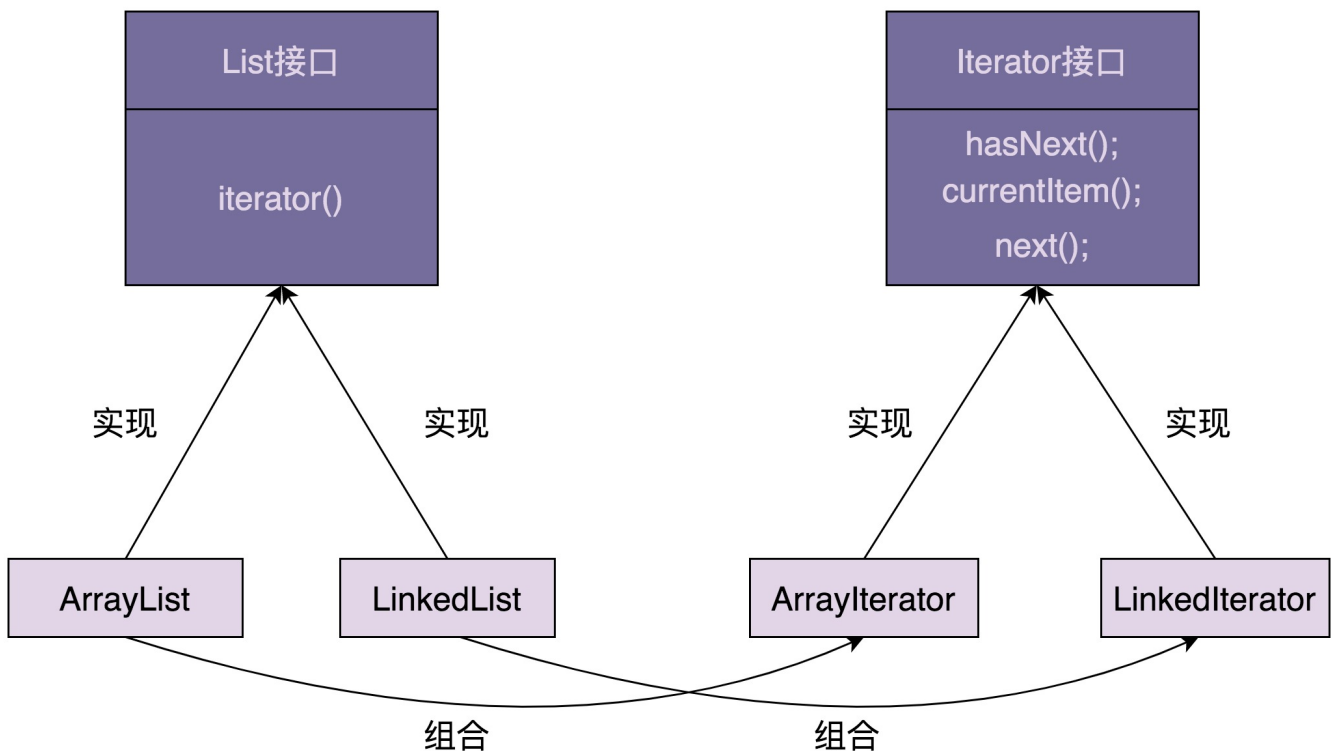 List接口
iterator()
Iterator接口
hasNext();
currentItem();
next();
实现
实现
实现
实现
ArrayList
LinkedList
ArrayIterator
LinkedIterator
组合
组合